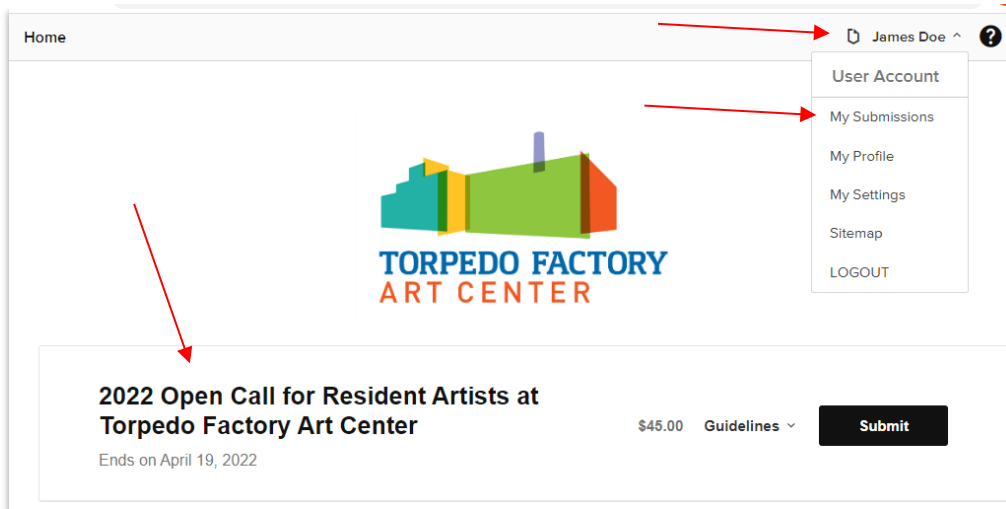 Home
James Doe
?
User Account
My Submissions
My Profile
My Settings
Sitemap
LOGOUT
TORPEDO FACTORY
ART CENTER
2022 Open Call for Resident Artists at
Torpedo Factory Art Center
$45.00 Guidelines Submit
Ends on April 19, 2022